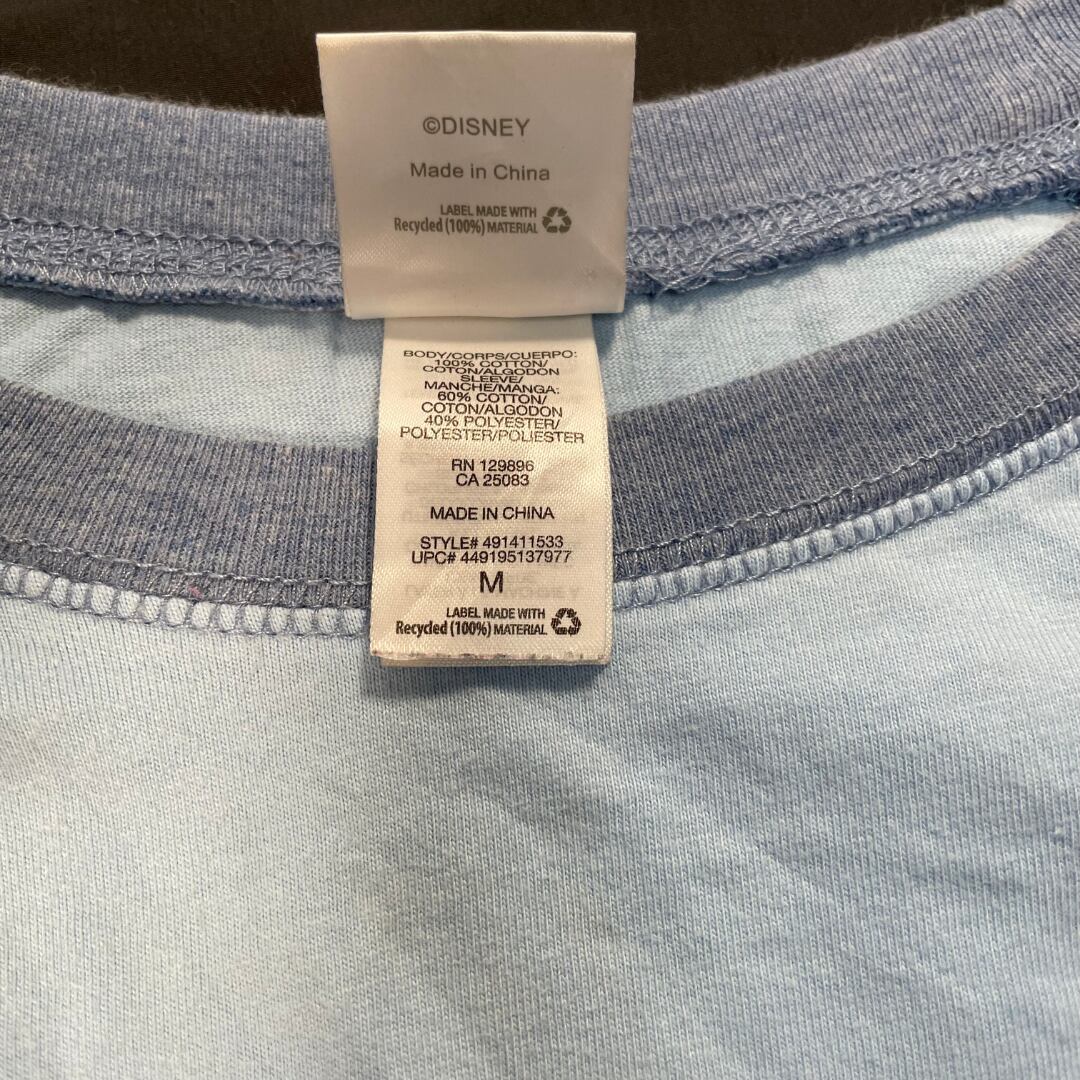 ©DISNEY
Made in China
LABEL MADE WITH
Recycled (100%) MATERIAL
BODY/CORPS/CUERPO:
100% COTTON/
COTON/ALGODON
SLEEVE/
MANCHE/MANGA:
60% COTTON/
COTON/ALGODON
40% POLYESTER/
POLYESTER/POLIESTER
RN 129896
CA 25083
MADE IN CHINA
STYLE# 491411533
UPC# 449195137977
M
LABEL MADE WITH
Recycled (100%) MATERIAL